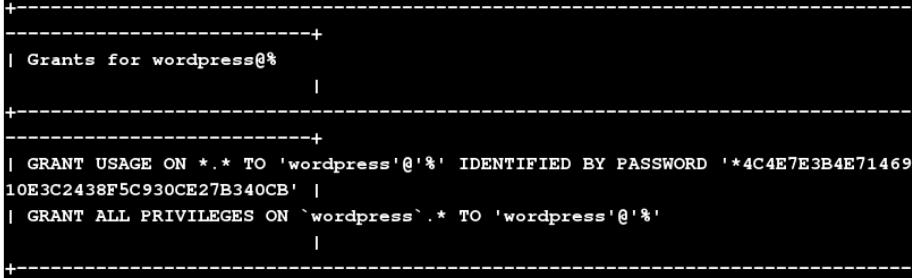 +--------------------------------------------------------------------------------
---------------------------+
| Grants for wordpress@%
                           |
+--------------------------------------------------------------------------------
---------------------------+
| GRANT USAGE ON *.* TO 'wordpress'@'%' IDENTIFIED BY PASSWORD '*4C4E7E3B4E71469
10E3C2438F5C930CE27B340CB' |
| GRANT ALL PRIVILEGES ON `wordpress`.* TO 'wordpress'@'%'
                           |
+--------------------------------------------------------------------------------